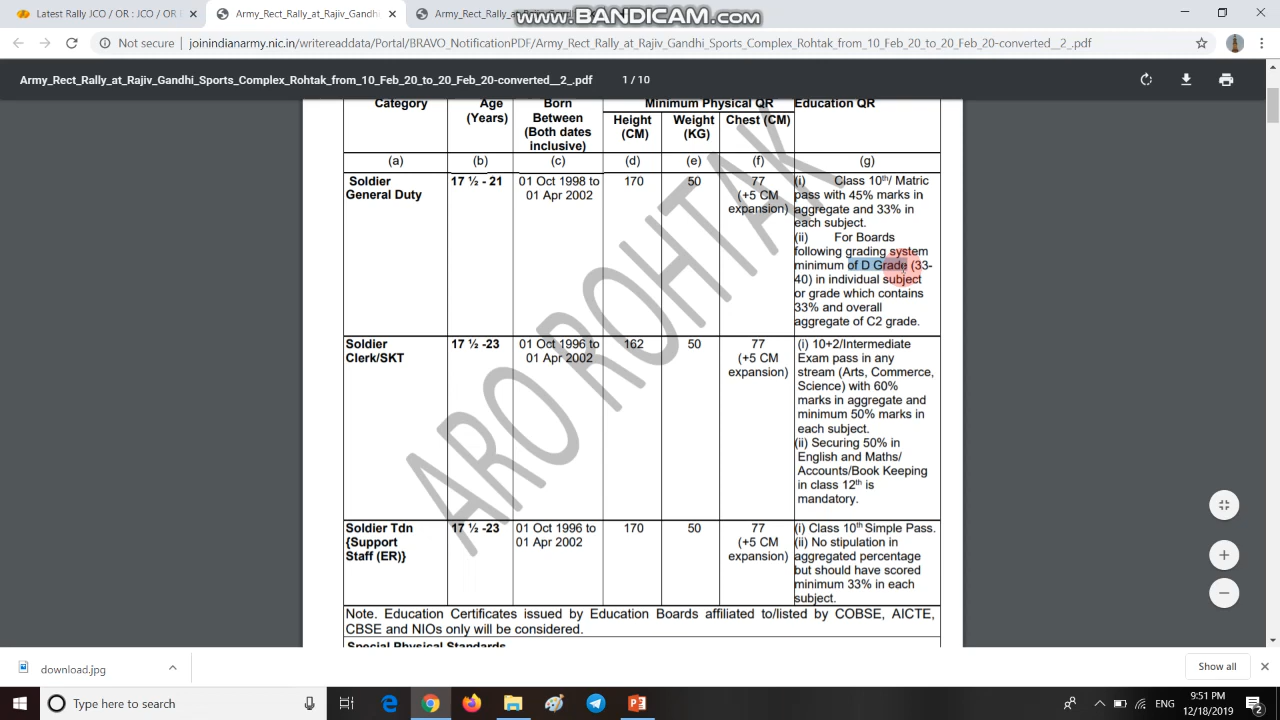 Latest Rally JCO / OR : JCO / OR
Army_Rect_Rally_at_Rajiv_Gandhi
Army_Rect_Rally_at_Rajiv_Gandhi
www.BANDICAM.com
Not secure | joinindianarmy.nic.in/writereaddata/Portal/BRAVO_NotificationPDF/Army_Rect_Rally_at_Rajiv_Gandhi_Sports_Complex_Rohtak_from_10_Feb_20_to_20_Feb_20-converted__2_.pdf
Army_Rect_Rally_at_Rajiv_Gandhi_Sports_Complex_Rohtak_from_10_Feb_20_to_20_Feb_20-converted__2_.pdf
1 / 10
Category
Age
(Years)
Born
Between
(Both dates
inclusive)
Minimum Physical QR
Height
(CM)
Weight
(KG)
Chest (CM)
Education QR
(a)
(b)
(c)
(d)
(e)
(f)
(g)
Soldier
General Duty
17 ½ - 21
01 Oct 1998 to
01 Apr 2002
170
50
77
(+5 CM
expansion)
(i) Class 10th/ Matric
pass with 45% marks in
aggregate and 33% in
each subject.
(ii) For Boards
following grading system
minimum of D Grade (33-
40) in individual subject
or grade which contains
33% and overall
aggregate of C2 grade.
Soldier
Clerk/SKT
17 ½ -23
01 Oct 1996 to
01 Apr 2002
162
50
77
(+5 CM
expansion)
(i) 10+2/Intermediate
Exam pass in any
stream (Arts, Commerce,
Science) with 60%
marks in aggregate and
minimum 50% marks in
each subject.
(ii) Securing 50% in
English and Maths/
Accounts/Book Keeping
in class 12th is
mandatory.
Soldier Tdn
{Support
Staff (ER)}
17 ½ -23
01 Oct 1996 to
01 Apr 2002
170
50
77
(+5 CM
expansion)
(i) Class 10th Simple Pass.
(ii) No stipulation in
aggregated percentage
but should have scored
minimum 33% in each
subject.
Note. Education Certificates issued by Education Boards affiliated to/listed by COBSE, AICTE,
CBSE and NIOs only will be considered.
Special Physical Standards
ARO ROHTAK
download.jpg
Show all
Type here to search
ENG
9:51 PM
12/18/2019
2